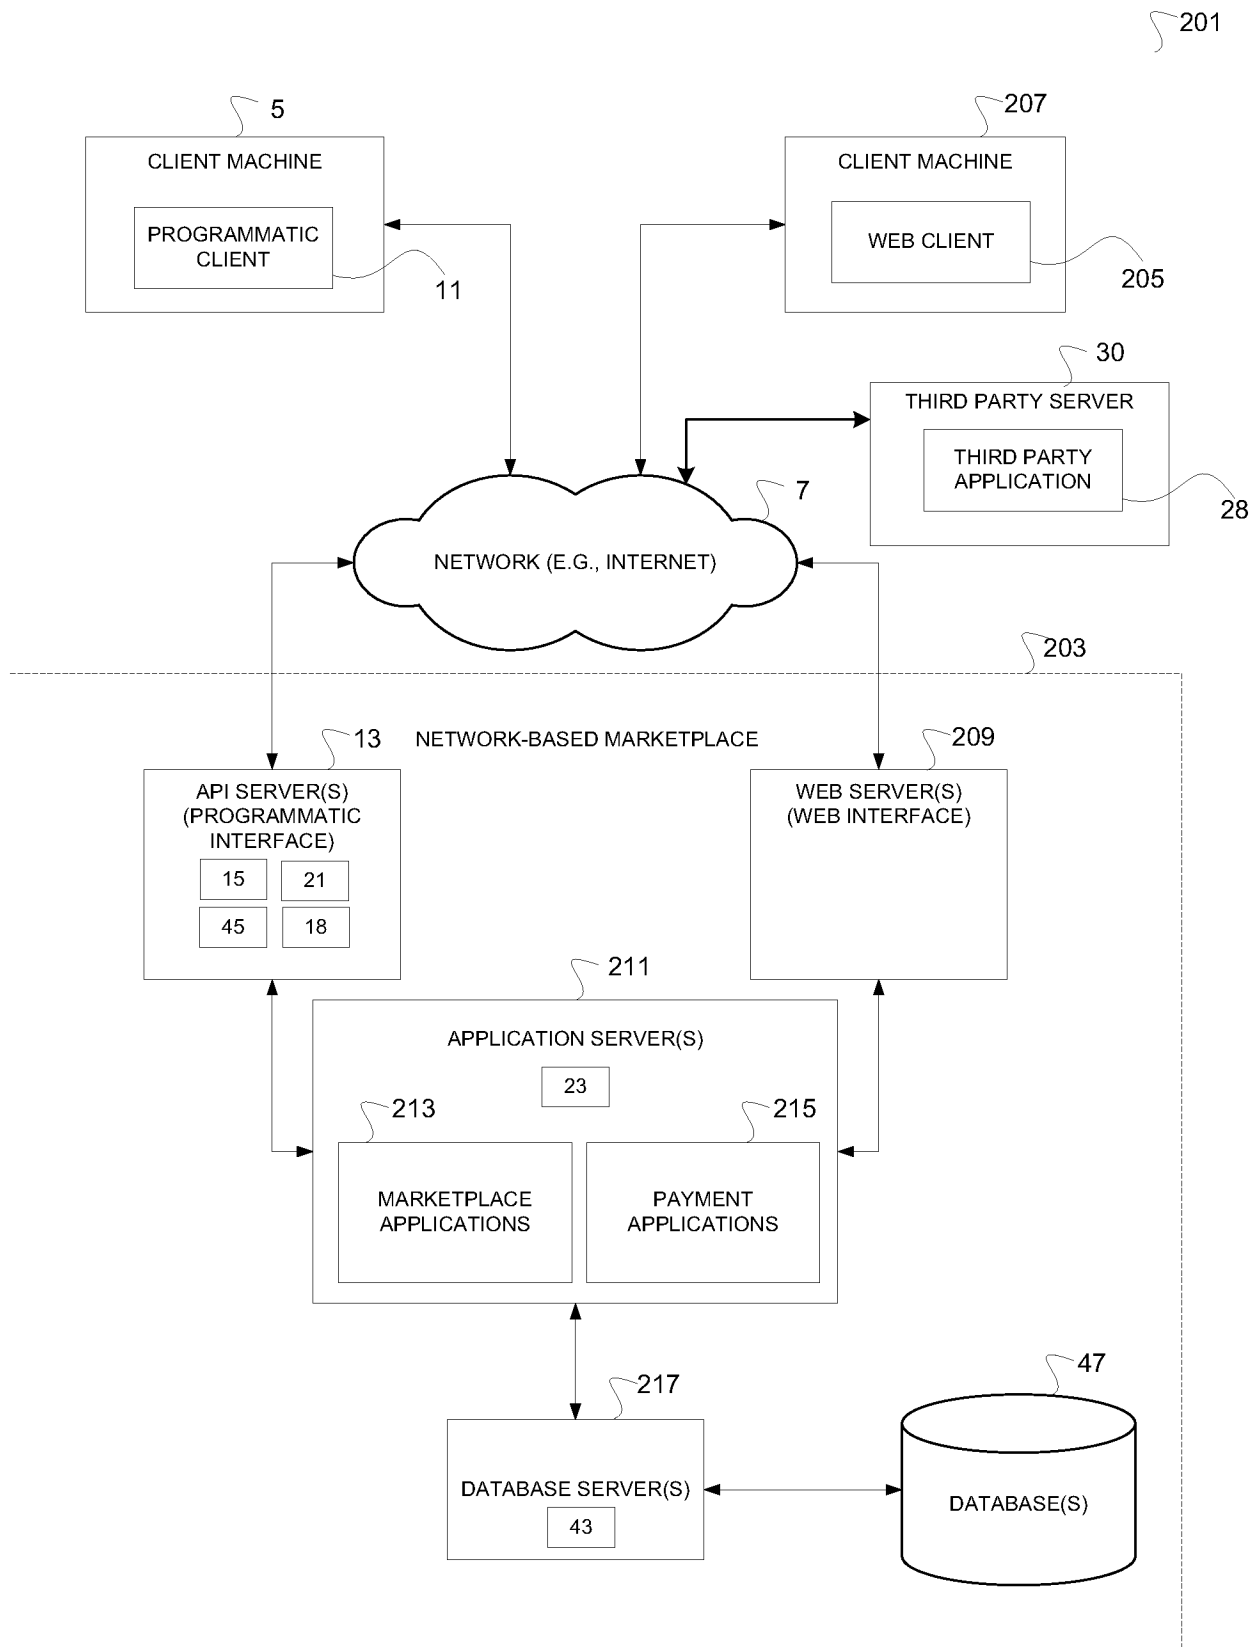 201
5
207
CLIENT MACHINE
CLIENT MACHINE
PROGRAMMATIC
CLIENT
WEB CLIENT
11
205
30
THIRD PARTY SERVER
THIRD PARTY
APPLICATION
28
7
NETWORK (E.G., INTERNET)
203
13
NETWORK-BASED MARKETPLACE
209
API SERVER(S)
(PROGRAMMATIC
INTERFACE)
15
21
45
18
WEB SERVER(S)
(WEB INTERFACE)
211
APPLICATION SERVER(S)
23
213
215
MARKETPLACE
APPLICATIONS
PAYMENT
APPLICATIONS
217
47
DATABASE SERVER(S)
43
DATABASE(S)